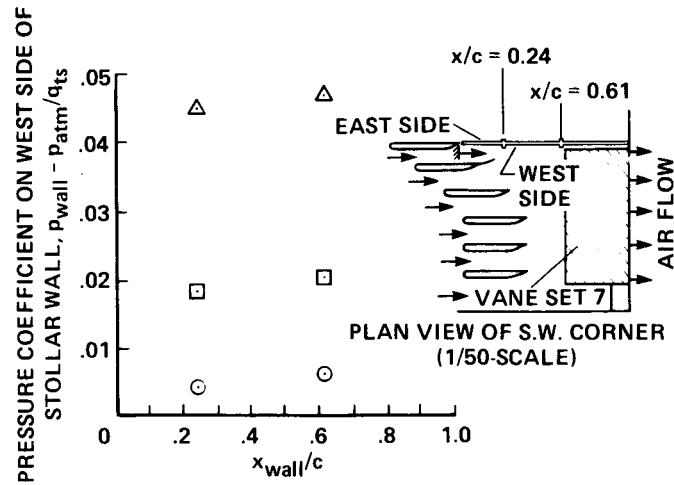 PRESSURE COEFFICIENT ON WEST SIDE OF
STOLLAR WALL, p_wall - p_atm/q_ts
.05
.04
.03
.02
.01
0
.2
.4
.6
.8
1.0
x_wall/c
x/c = 0.24
x/c = 0.61
EAST SIDE
WEST
SIDE
AIR FLOW
VANE SET 7
PLAN VIEW OF S.W. CORNER
(1/50-SCALE)